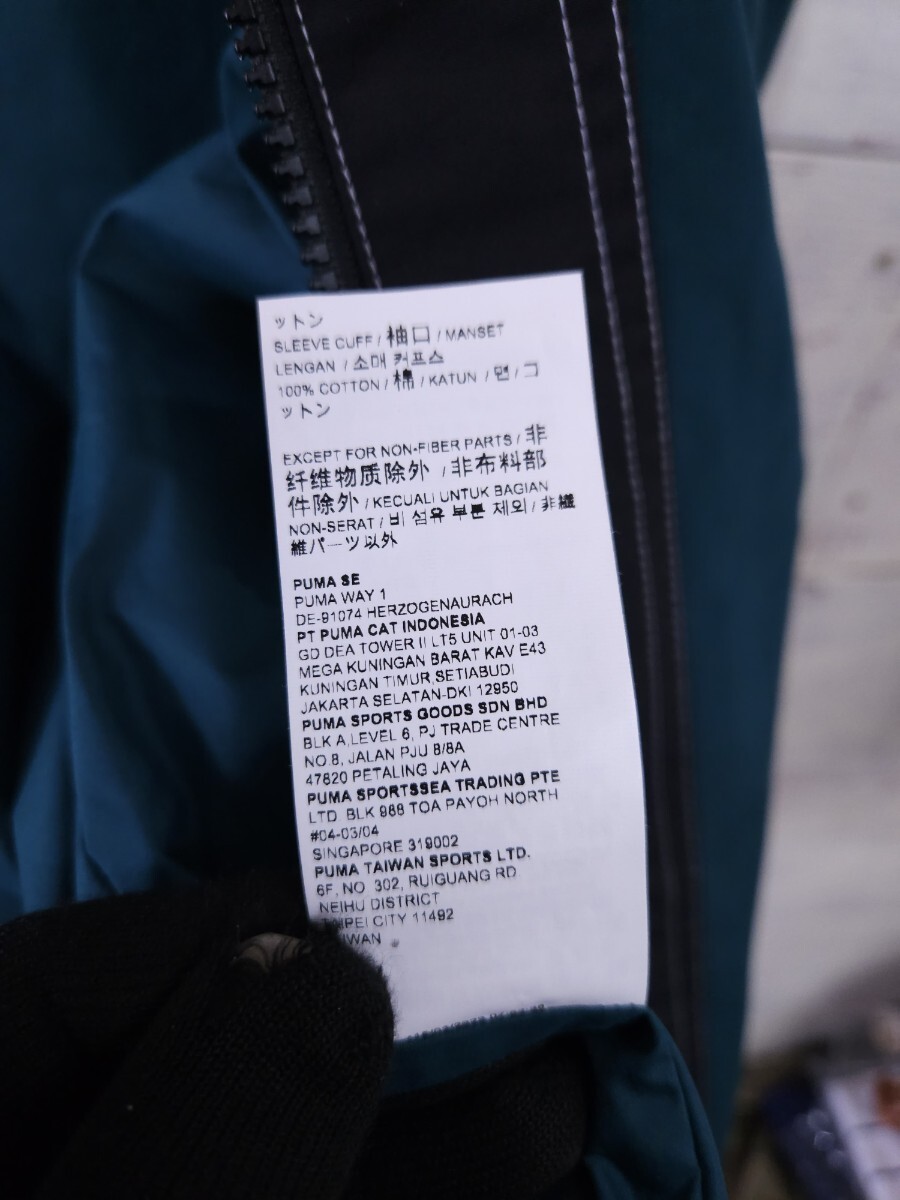 ットン
SLEEVE CUFF / 袖口 / MANSET
LENGAN / 소매 커프스
100% COTTON / 棉 / KATUN / 면 / コ
ットン
EXCEPT FOR NON-FIBER PARTS / 非
纤维物质除外 / 非布料部
件除外 / KECUALI UNTUK BAGIAN
NON-SERAT / 비 섬유 부분 제외 / 非繊
維パーツ以外
PUMA SE
PUMA WAY 1
DE-91074 HERZOGENAURACH
PT PUMA CAT INDONESIA
GD DEA TOWER II LT5 UNIT 01-03
MEGA KUNINGAN BARAT KAV E43
KUNINGAN TIMUR,SETIABUDI
JAKARTA SELATAN-DKI 12950
PUMA SPORTS GOODS SDN BHD
BLK A,LEVEL 6, PJ TRADE CENTRE
NO.8, JALAN PJU 8/8A
47820 PETALING JAYA
PUMA SPORTSSEA TRADING PTE
LTD. BLK 988 TOA PAYOH NORTH
#04-03/04
SINGAPORE 319002
PUMA TAIWAN SPORTS LTD.
6F, NO. 302, RUIGUANG RD.
NEIHU DISTRICT
TAIPEI CITY 11492